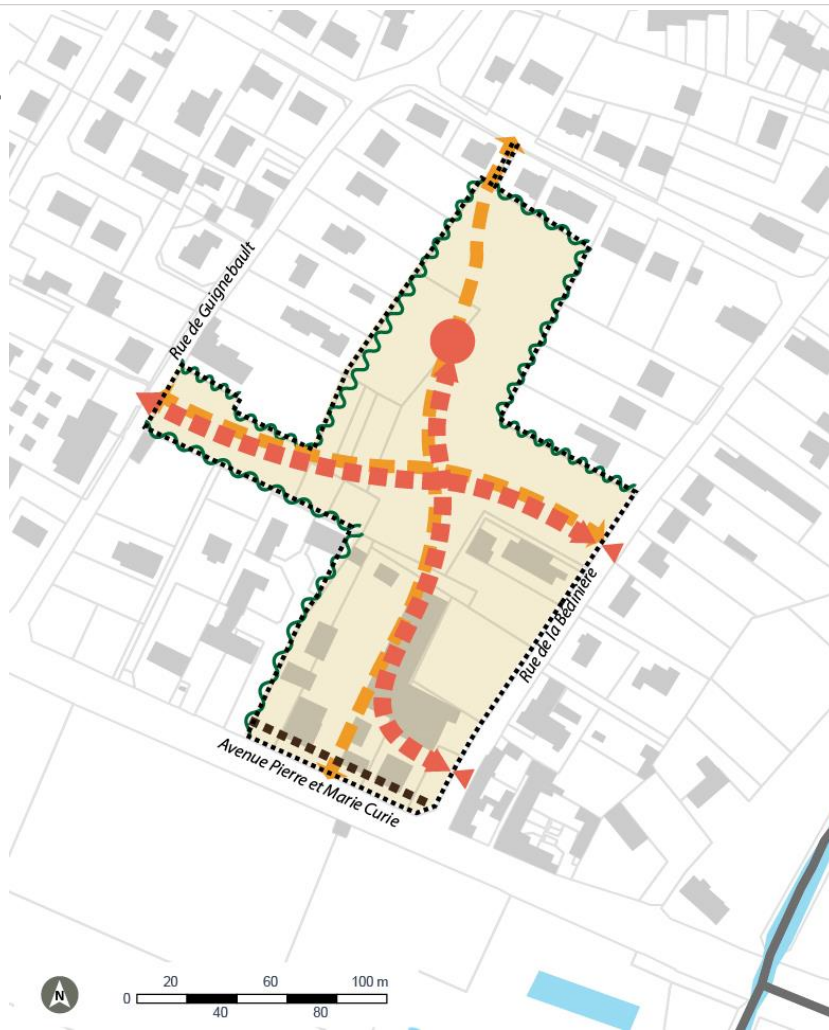 Rue de Guignebault
Rue de la Bédinière
Avenue Pierre et Marie Curie
N
20 60 100 m
0
40 80